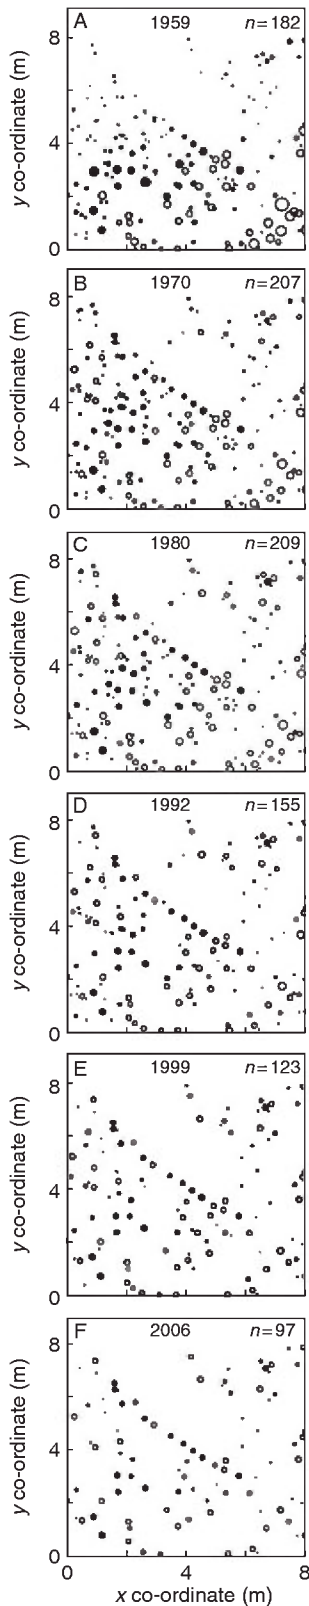 A 1959 n=182
8
y co-ordinate (m)
4
0
B 1970 n=207
8
y co-ordinate (m)
4
0
C 1980 n=209
8
y co-ordinate (m)
4
0
D 1992 n=155
8
y co-ordinate (m)
4
0
E 1999 n=123
8
y co-ordinate (m)
4
0
F 2006 n=97
8
y co-ordinate (m)
4
0
0 4 8
x co-ordinate (m)